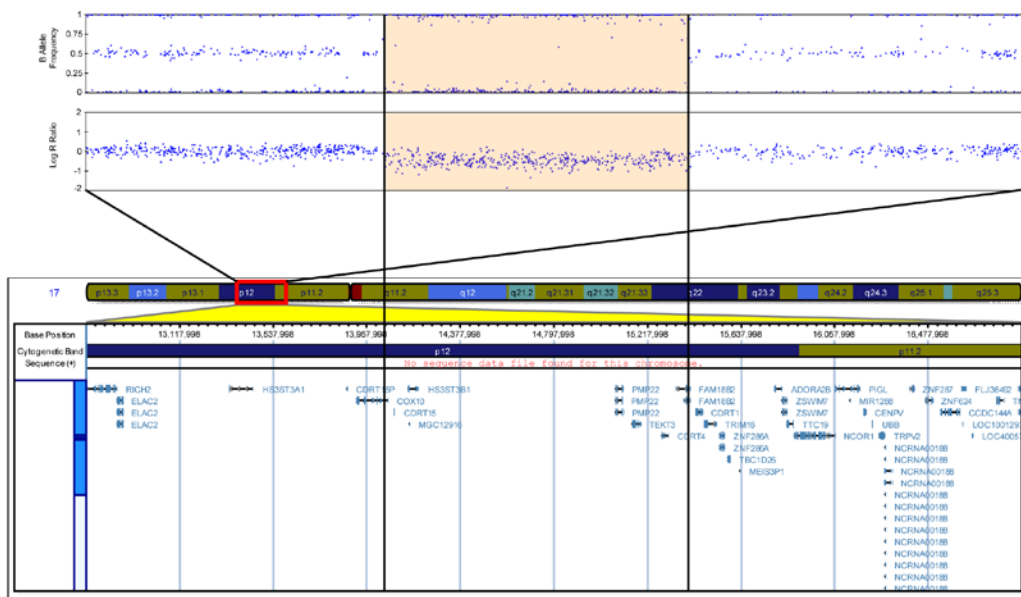 B Allele
Frequency
1
0.75
0.5
0.25
0
Log R Ratio
2
1
0
-1
-2
17
p13.3 p13.2 p13.1 p12 p11.2 q11.2 q12 q21.2 q21.31 q21.32 q21.33 q22 q23.2 q24.2 q24.3 q25.1 q25.3
Base Position 13,117,998 13,537,998 13,957,998 14,377,998 14,797,998 15,217,998 15,637,998 16,057,998 16,477,998
Cytogenetic Band p12 p11.2
Sequence (+) No sequence data file found for this chromosome.
RICH2 HS3ST3A1 CDRT15P HS3ST3B1 PMP22 FAM18B2 ADORA2B PIGL ZNF287 FLJ36492
ELAC2 COX10 PMP22 FAM18B2 ZSWIM7 MIR1288 ZNF624
ELAC2 CDRT15 PMP22 CDRT1 ZSWIM7 CENPV CCDC144A
ELAC2 MGC12916 TEKT3 TRIM16 TTC19 UBB
CDRT4 ZNF286A NCOR1 TRPV2
ZNF286A NCRNA00188
TBC1D26 NCRNA00188
MEIS3P1 NCRNA00188
NCRNA00188
NCRNA00188
NCRNA00188
NCRNA00188
NCRNA00188
NCRNA00188
NCRNA00188
NCRNA00188
NCRNA00188